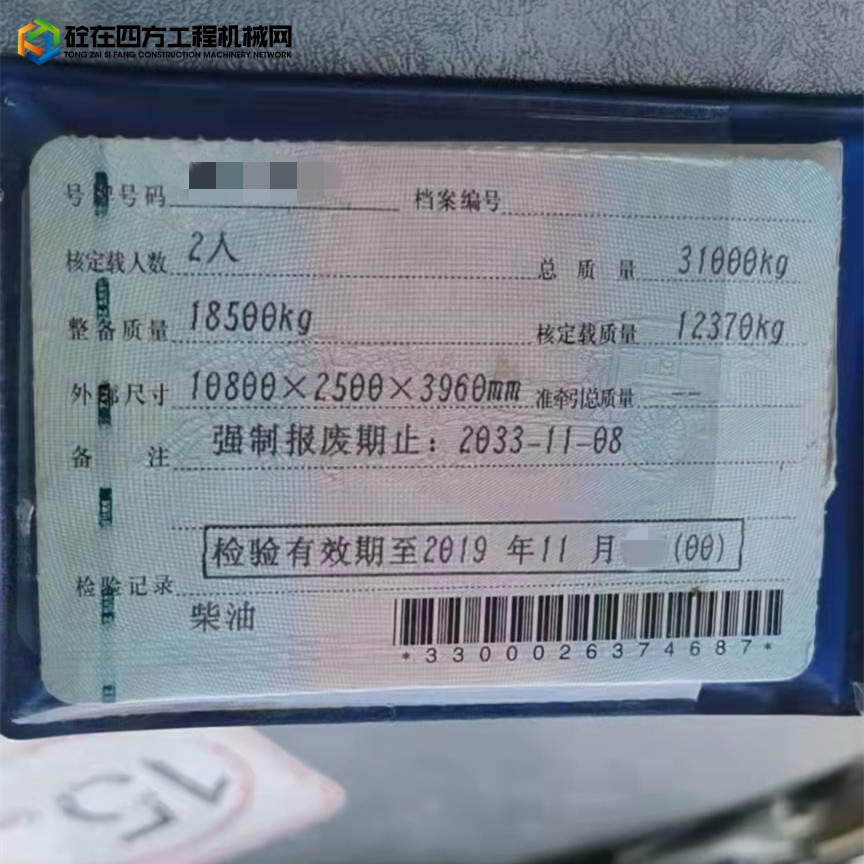 砼在四方工程机械网
TONG ZAI SI FANG CONSTRUCTION MACHINERY NETWORK
号牌号码 档案编号
核定载人数 2人 总质量 31000kg
整备质量 18500kg 核定载质量 12370kg
外部尺寸 10800×2500×3960mm 准牵引总质量 --
备注 强制报废期止：2033-11-08
检验有效期至2019 年11 月 (00)
检验记录
柴油
*3300026374687*
15